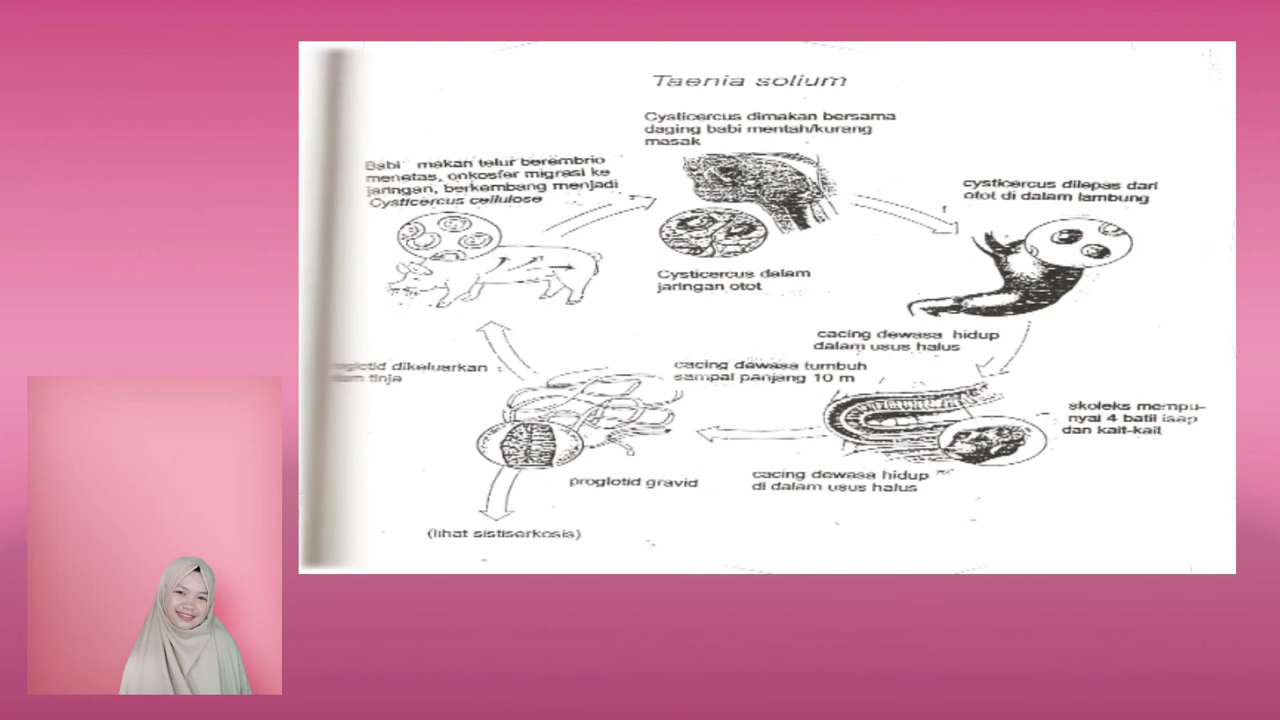 Taenia solium
Cysticercus dimakan bersama
daging babi mentah/kurang
masak
Babi makan telur berembrio
menetas, onkosfer migrasi ke
jaringan, berkembang menjadi
Cysticercus cellulose
cysticercus dilepas dari
otot di dalam lambung
Cysticercus dalam
jaringan otot
cacing dewasa hidup
dalam usus halus
dikeluarkan
tinja
cacing dewasa tumbuh
sampai panjang 10 m
skoleks mempu-
nyai 4 batil isap
dan kait-kait
cacing dewasa hidup
di dalam usus halus
proglotid gravid
(lihat sistiserkosis)